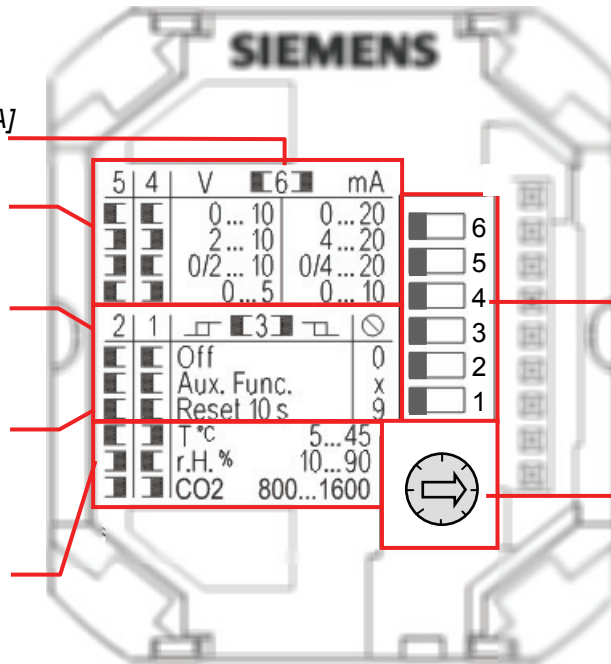 SIEMENS
A]
5 4 V 6 mA
0... 10 0...20
2... 10 4...20
0/2... 10 0/4...20
0...5 0... 10
2 1 3
Off 0
Aux. Func. x
Reset 10 s 9
T °C 5...45
r.H. % 10...90
CO2 800...1600
6
5
4
3
2
1